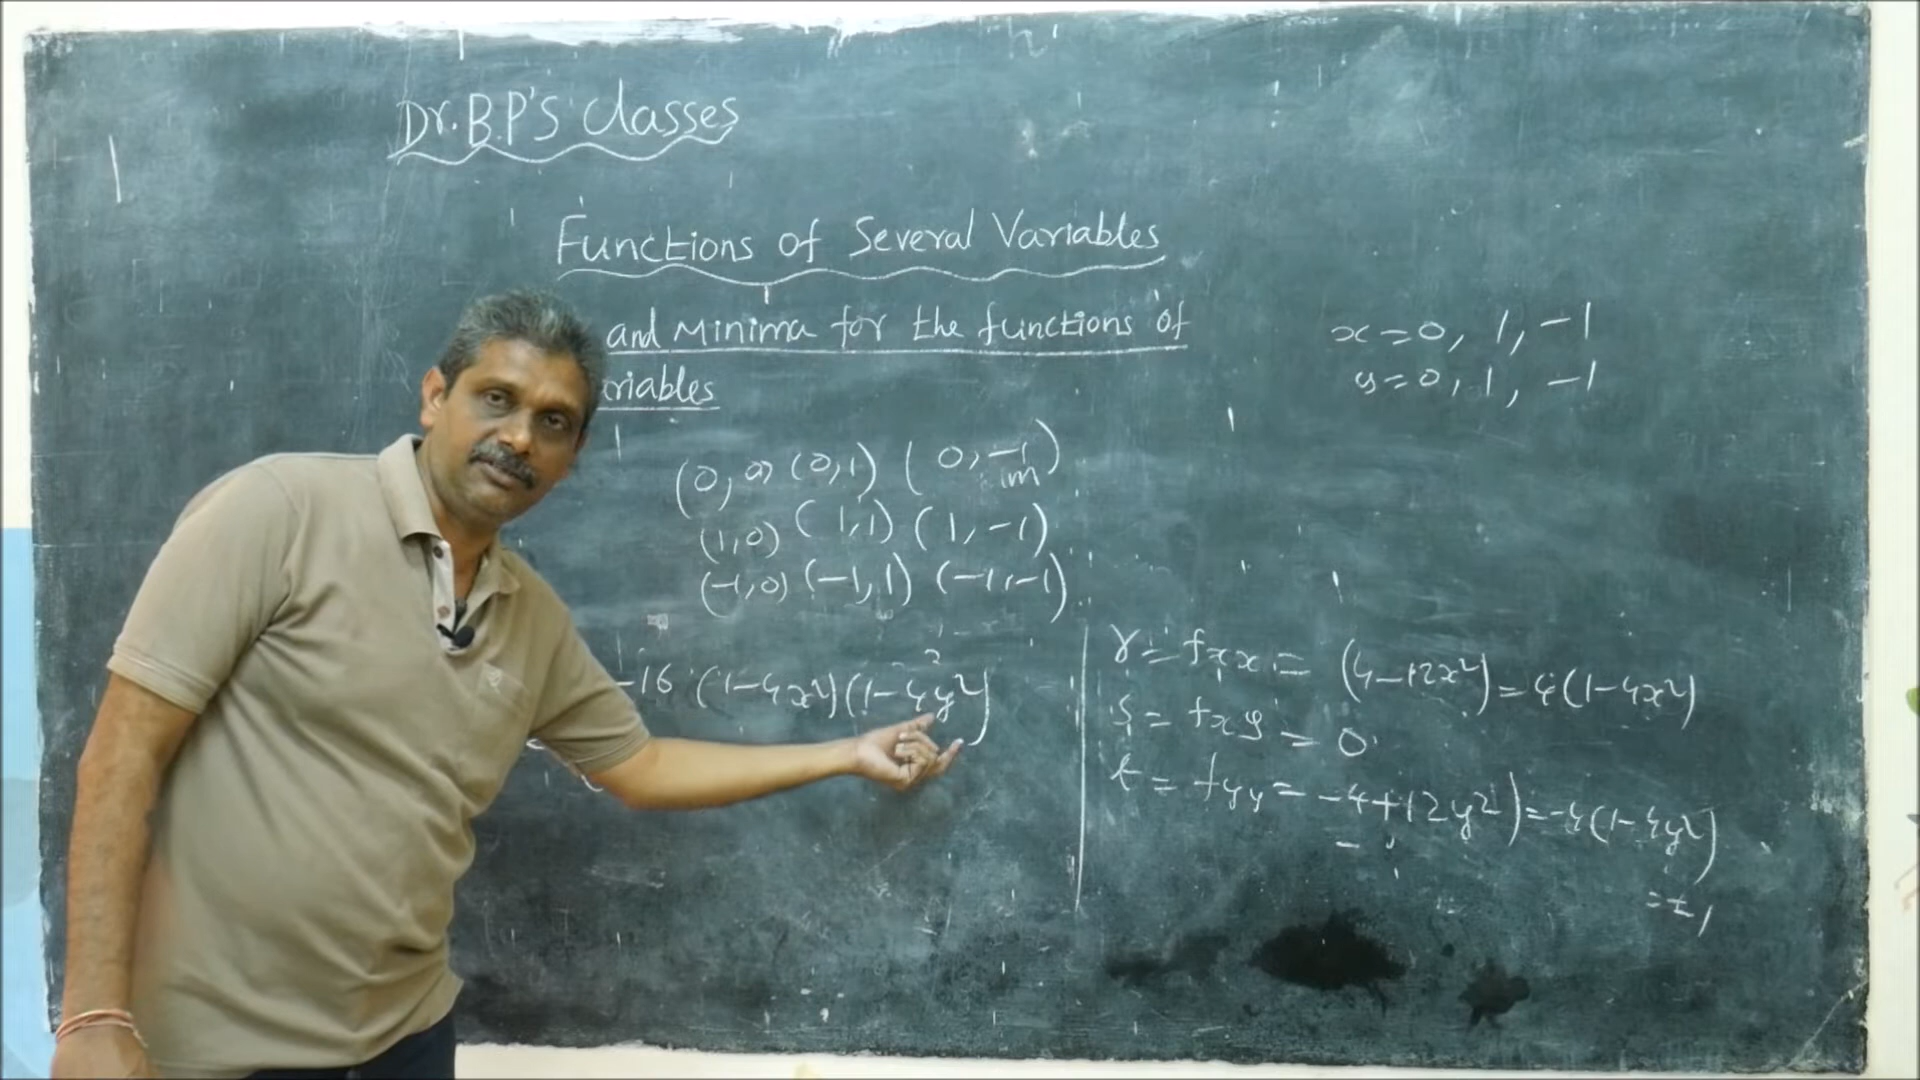 Dr. B.P'S Classes
Functions of Several Variables
and Minima for the functions of
riables
x = 0, 1, -1
y = 0, 1, -1
(0, 0) (0,1) (0, -1)
im
(1,0) (1,1) (1, -1)
(-1,0) (-1,1) (-1,-1)
-16 (1-4x²)(1-4y²)
r = fxx = (4-12x²) = 4(1-4x²)
s = fxy = 0
t = fyy = -4+12y²) = -4(1-4y²)
= t,